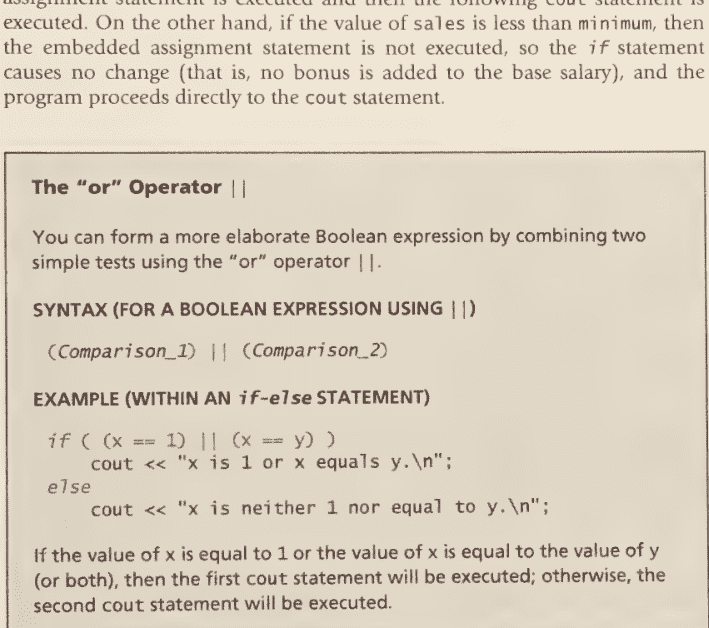 assignment statement is executed and then the following cout statement is
executed. On the other hand, if the value of sales is less than minimum, then
the embedded assignment statement is not executed, so the if statement
causes no change (that is, no bonus is added to the base salary), and the
program proceeds directly to the cout statement.
The “or” Operator ||
You can form a more elaborate Boolean expression by combining two
simple tests using the “or” operator ||.
SYNTAX (FOR A BOOLEAN EXPRESSION USING ||)
(Comparison_1) || (Comparison_2)
EXAMPLE (WITHIN AN if-else STATEMENT)
if ( (x == 1) || (x == y) )
cout << "x is 1 or x equals y.\n";
else
cout << "x is neither 1 nor equal to y.\n";
If the value of x is equal to 1 or the value of x is equal to the value of y
(or both), then the first cout statement will be executed; otherwise, the
second cout statement will be executed.